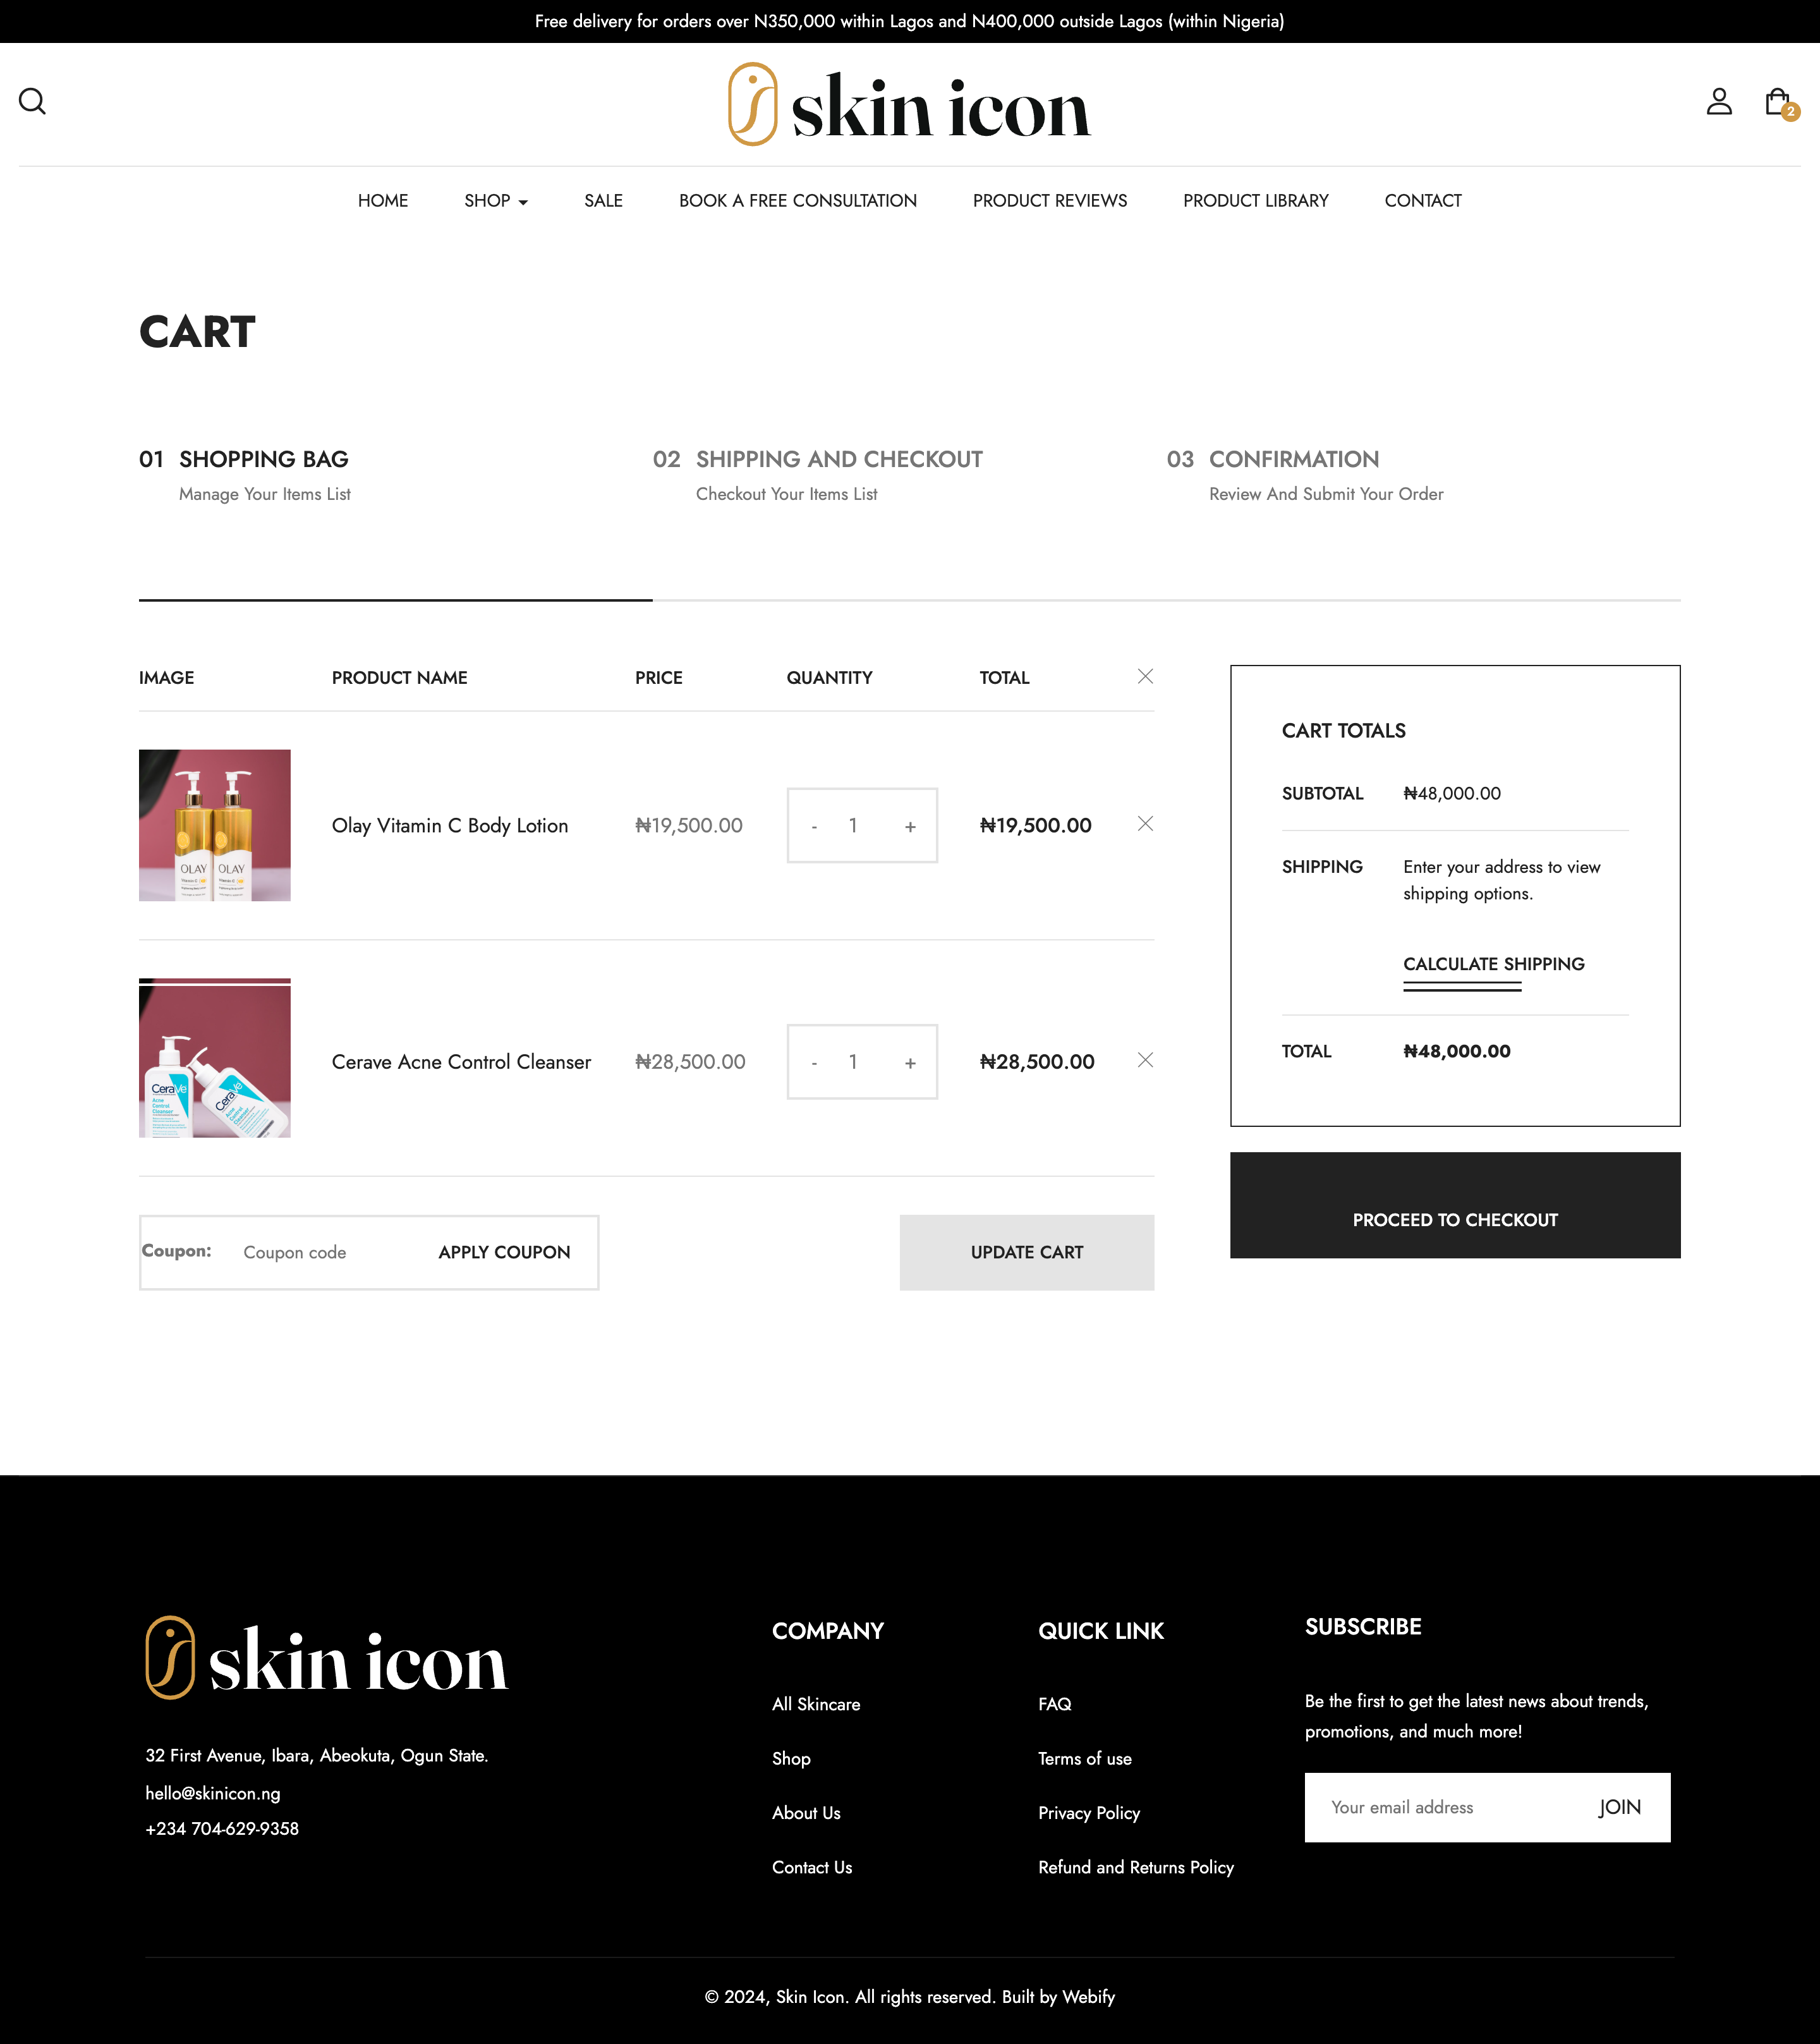 Free delivery for orders over N350,000 within Lagos and N400,000 outside Lagos (within Nigeria)
skin icon
2
HOME SHOP SALE BOOK A FREE CONSULTATION PRODUCT REVIEWS PRODUCT LIBRARY CONTACT
CART
01 SHOPPING BAG
Manage Your Items List
02 SHIPPING AND CHECKOUT
Checkout Your Items List
03 CONFIRMATION
Review And Submit Your Order
IMAGE PRODUCT NAME PRICE QUANTITY TOTAL
OLAY OLAY
Vitamin C Vitamin C
Olay Vitamin C Body Lotion ₦19,500.00 - 1 + ₦19,500.00
CeraVe
Acne
Control
Cleanser
CeraVe
Acne
Control
Cleanser
Cerave Acne Control Cleanser ₦28,500.00 - 1 + ₦28,500.00
Coupon: Coupon code APPLY COUPON
UPDATE CART
CART TOTALS
SUBTOTAL ₦48,000.00
SHIPPING Enter your address to view
shipping options.
CALCULATE SHIPPING
TOTAL ₦48,000.00
PROCEED TO CHECKOUT
skin icon
32 First Avenue, Ibara, Abeokuta, Ogun State.
hello@skinicon.ng
+234 704-629-9358
COMPANY
All Skincare
Shop
About Us
Contact Us
QUICK LINK
FAQ
Terms of use
Privacy Policy
Refund and Returns Policy
SUBSCRIBE
Be the first to get the latest news about trends,
promotions, and much more!
Your email address JOIN
© 2024, Skin Icon. All rights reserved. Built by Webify